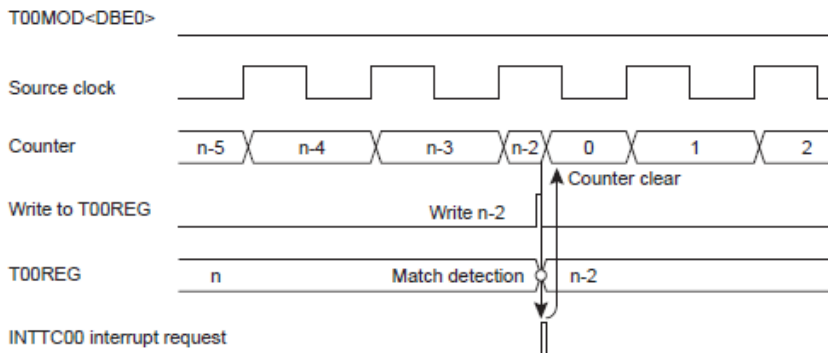 T00MOD<DBE0>
Source clock
Counter n-5 n-4 n-3 n-2 0 1 2
Counter clear
Write to T00REG Write n-2
T00REG n Match detection n-2
INTTC00 interrupt request